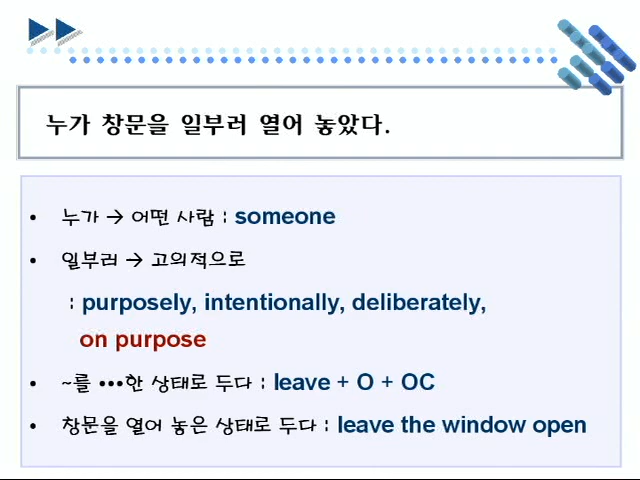 누가 창문을 일부러 열어 놓았다.
• 누가 → 어떤 사람 : someone
• 일부러 → 고의적으로
: purposely, intentionally, deliberately,
on purpose
• ~를 •••한 상태로 두다 : leave + O + OC
• 창문을 열어 놓은 상태로 두다 : leave the window open